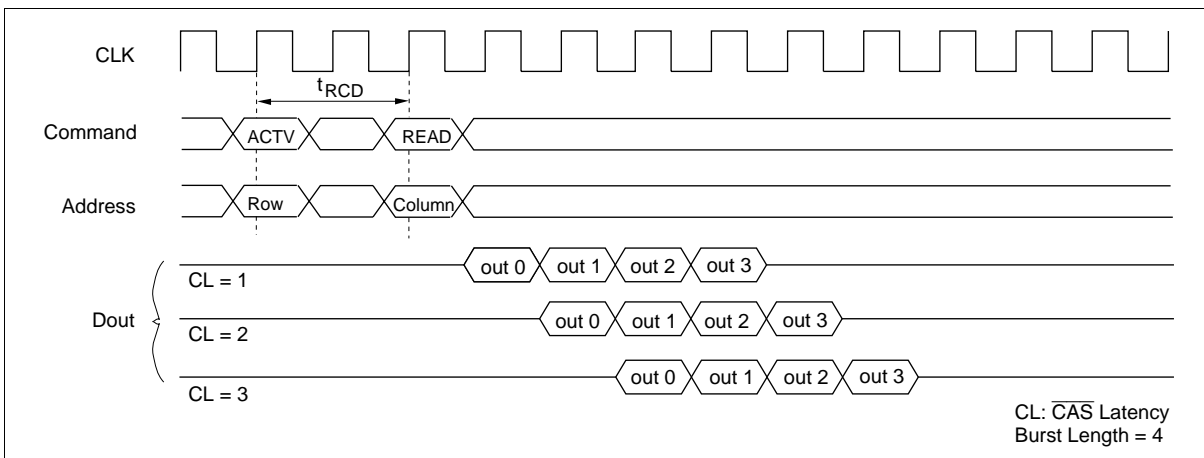 CLK
tRCD
Command
ACTV
READ
Address
Row
Column
Dout
CL = 1
out 0 out 1 out 2 out 3
CL = 2
out 0 out 1 out 2 out 3
CL = 3
out 0 out 1 out 2 out 3
CL: CAS Latency
Burst Length = 4